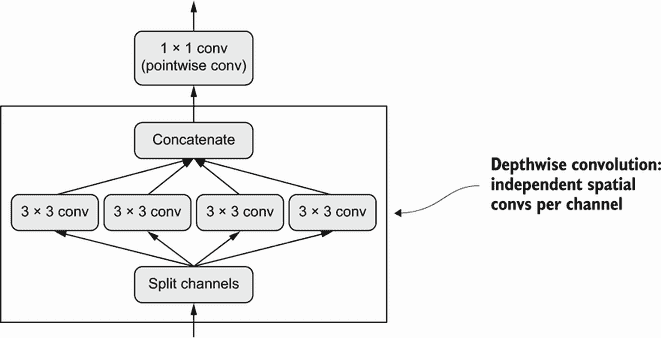 1 × 1 conv
(pointwise conv)
Concatenate
3 × 3 conv
3 × 3 conv
3 × 3 conv
3 × 3 conv
Split channels
Depthwise convolution:
independent spatial
convs per channel